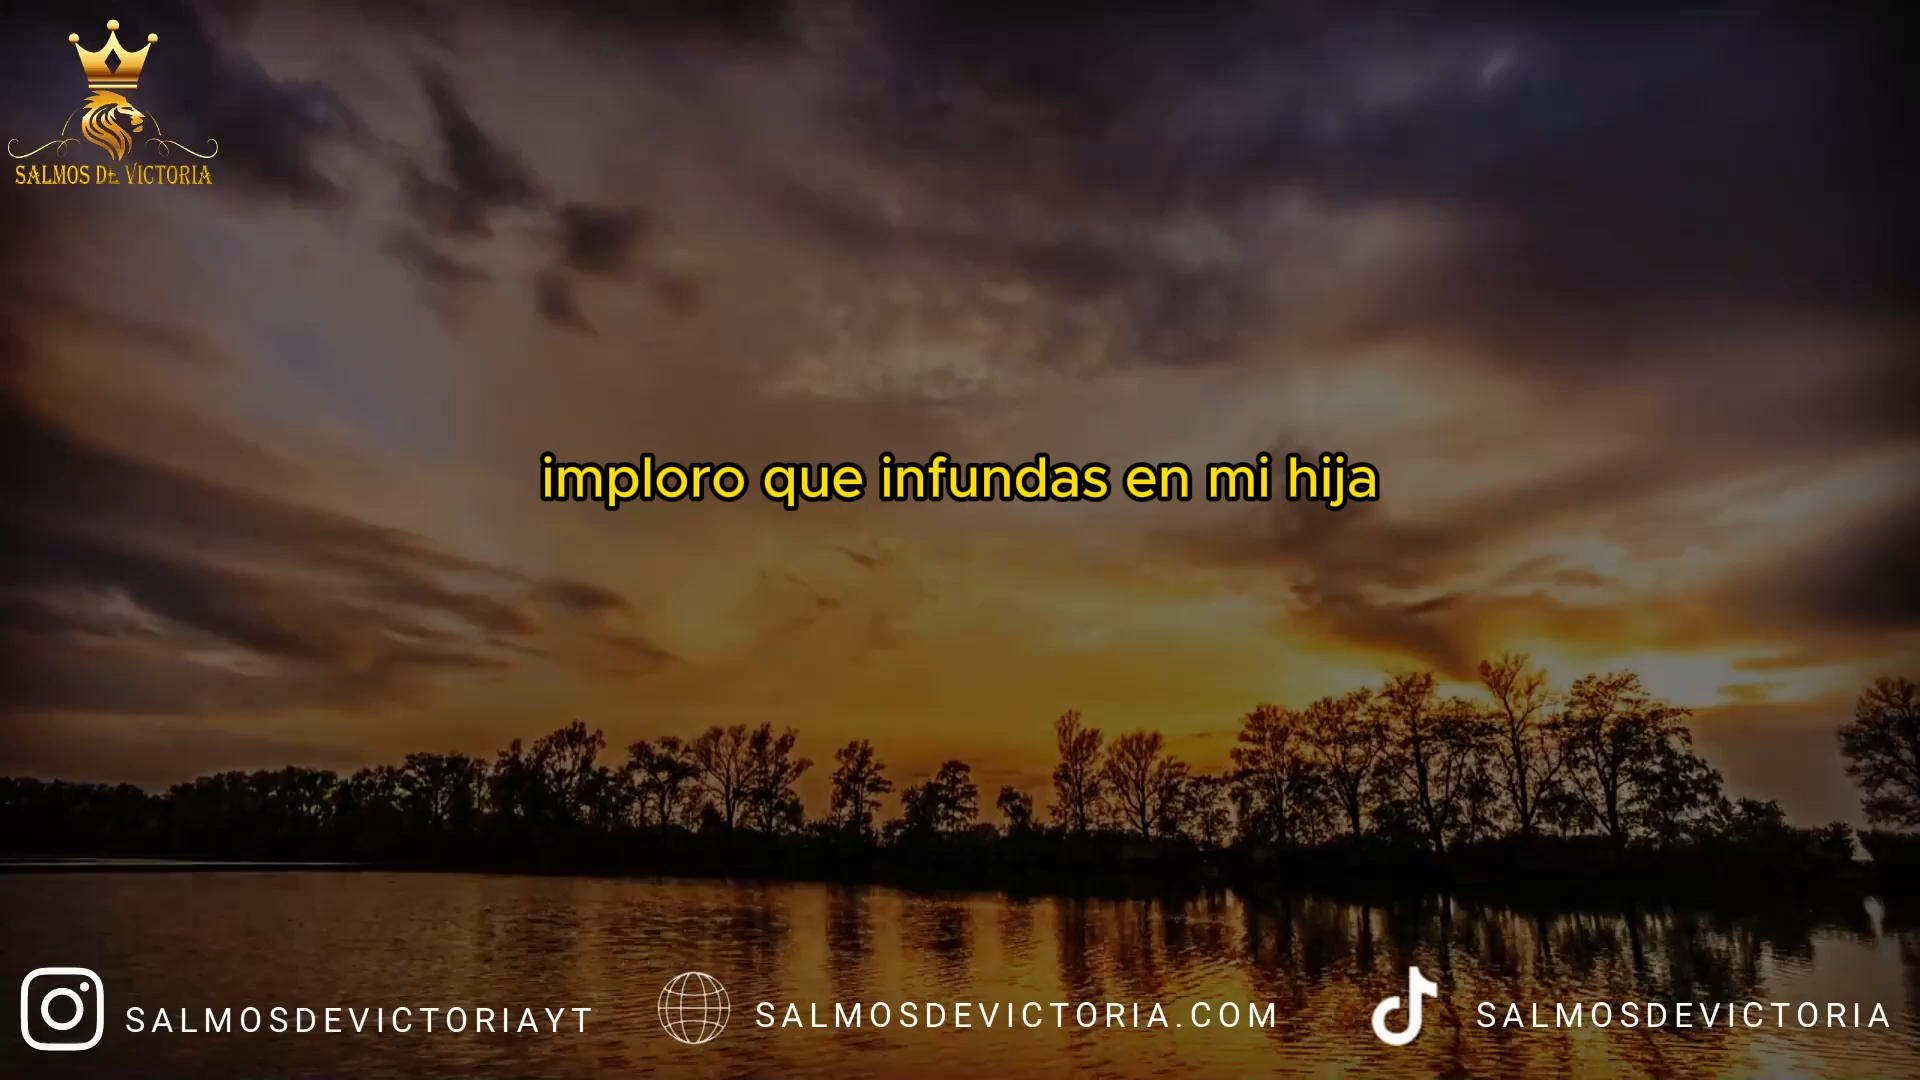 SALMOS DE VICTORIA
imploro que infundas en mi hija
SALMOSDEVICTORIAYT
SALMOSDEVICTORIA.COM
SALMOSDEVICTORIA